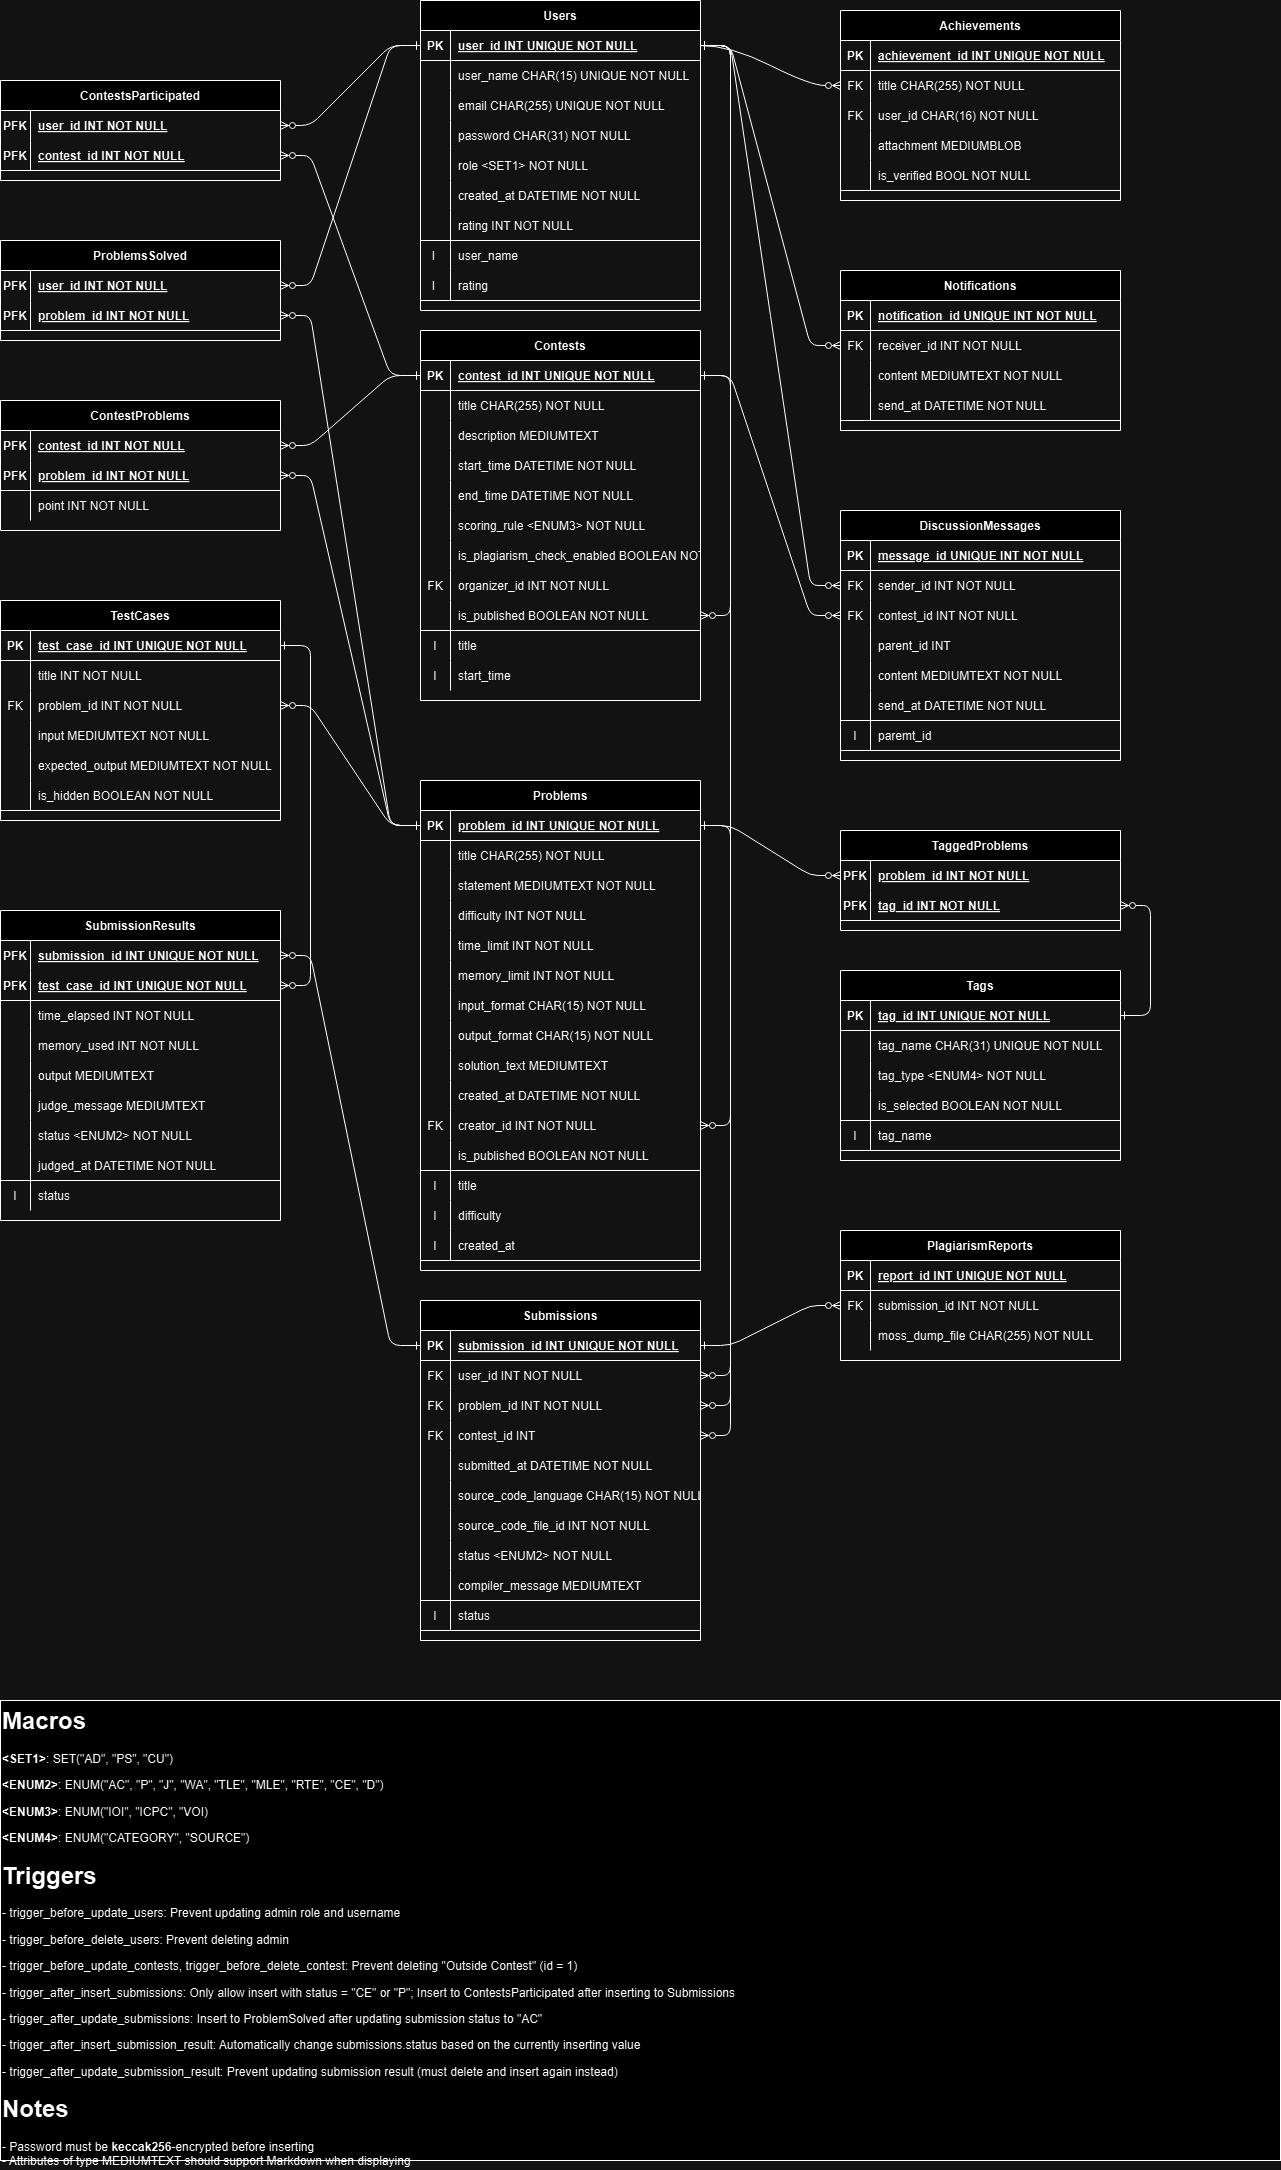 Users
PK user_id INT UNIQUE NOT NULL
user_name CHAR(15) UNIQUE NOT NULL
email CHAR(255) UNIQUE NOT NULL
password CHAR(31) NOT NULL
role <SET1> NOT NULL
created_at DATETIME NOT NULL
rating INT NOT NULL
I user_name
I rating
Achievements
PK achievement_id INT UNIQUE NOT NULL
FK title CHAR(255) NOT NULL
FK user_id CHAR(16) NOT NULL
attachment MEDIUMBLOB
is_verified BOOL NOT NULL
ContestsParticipated
PFK user_id INT NOT NULL
PFK contest_id INT NOT NULL
ProblemsSolved
PFK user_id INT NOT NULL
PFK problem_id INT NOT NULL
Notifications
PK notification_id UNIQUE INT NOT NULL
FK receiver_id INT NOT NULL
content MEDIUMTEXT NOT NULL
send_at DATETIME NOT NULL
Contests
PK contest_id INT UNIQUE NOT NULL
title CHAR(255) NOT NULL
description MEDIUMTEXT
start_time DATETIME NOT NULL
end_time DATETIME NOT NULL
scoring_rule <ENUM3> NOT NULL
is_plagiarism_check_enabled BOOLEAN NOT
FK organizer_id INT NOT NULL
is_published BOOLEAN NOT NULL
I title
I start_time
ContestProblems
PFK contest_id INT NOT NULL
PFK problem_id INT NOT NULL
point INT NOT NULL
DiscussionMessages
PK message_id UNIQUE INT NOT NULL
FK sender_id INT NOT NULL
FK contest_id INT NOT NULL
parent_id INT
content MEDIUMTEXT NOT NULL
send_at DATETIME NOT NULL
I paremt_id
TestCases
PK test_case_id INT UNIQUE NOT NULL
title INT NOT NULL
FK problem_id INT NOT NULL
input MEDIUMTEXT NOT NULL
expected_output MEDIUMTEXT NOT NULL
is_hidden BOOLEAN NOT NULL
Problems
PK problem_id INT UNIQUE NOT NULL
title CHAR(255) NOT NULL
statement MEDIUMTEXT NOT NULL
difficulty INT NOT NULL
time_limit INT NOT NULL
memory_limit INT NOT NULL
input_format CHAR(15) NOT NULL
output_format CHAR(15) NOT NULL
solution_text MEDIUMTEXT
created_at DATETIME NOT NULL
FK creator_id INT NOT NULL
is_published BOOLEAN NOT NULL
I title
I difficulty
I created_at
TaggedProblems
PFK problem_id INT NOT NULL
PFK tag_id INT NOT NULL
SubmissionResults
PFK submission_id INT UNIQUE NOT NULL
PFK test_case_id INT UNIQUE NOT NULL
time_elapsed INT NOT NULL
memory_used INT NOT NULL
output MEDIUMTEXT
judge_message MEDIUMTEXT
status <ENUM2> NOT NULL
judged_at DATETIME NOT NULL
I status
Tags
PK tag_id INT UNIQUE NOT NULL
tag_name CHAR(31) UNIQUE NOT NULL
tag_type <ENUM4> NOT NULL
is_selected BOOLEAN NOT NULL
I tag_name
PlagiarismReports
PK report_id INT UNIQUE NOT NULL
FK submission_id INT NOT NULL
moss_dump_file CHAR(255) NOT NULL
Submissions
PK submission_id INT UNIQUE NOT NULL
FK user_id INT NOT NULL
FK problem_id INT NOT NULL
FK contest_id INT
submitted_at DATETIME NOT NULL
source_code_language CHAR(15) NOT NULL
source_code_file_id INT NOT NULL
status <ENUM2> NOT NULL
compiler_message MEDIUMTEXT
I status
Macros
<SET1>: SET("AD", "PS", "CU")
<ENUM2>: ENUM("AC", "P", "J", "WA", "TLE", "MLE", "RTE", "CE", "D")
<ENUM3>: ENUM("IOI", "ICPC", "VOI)
<ENUM4>: ENUM("CATEGORY", "SOURCE")
Triggers
- trigger_before_update_users: Prevent updating admin role and username
- trigger_before_delete_users: Prevent deleting admin
- trigger_before_update_contests, trigger_before_delete_contest: Prevent deleting "Outside Contest" (id = 1)
- trigger_after_insert_submissions: Only allow insert with status = "CE" or "P"; Insert to ContestsParticipated after inserting to Submissions
- trigger_after_update_submissions: Insert to ProblemSolved after updating submission status to "AC"
- trigger_after_insert_submission_result: Automatically change submissions.status based on the currently inserting value
- trigger_after_update_submission_result: Prevent updating submission result (must delete and insert again instead)
Notes
- Password must be keccak256-encrypted before inserting
- Attributes of type MEDIUMTEXT should support Markdown when displaying